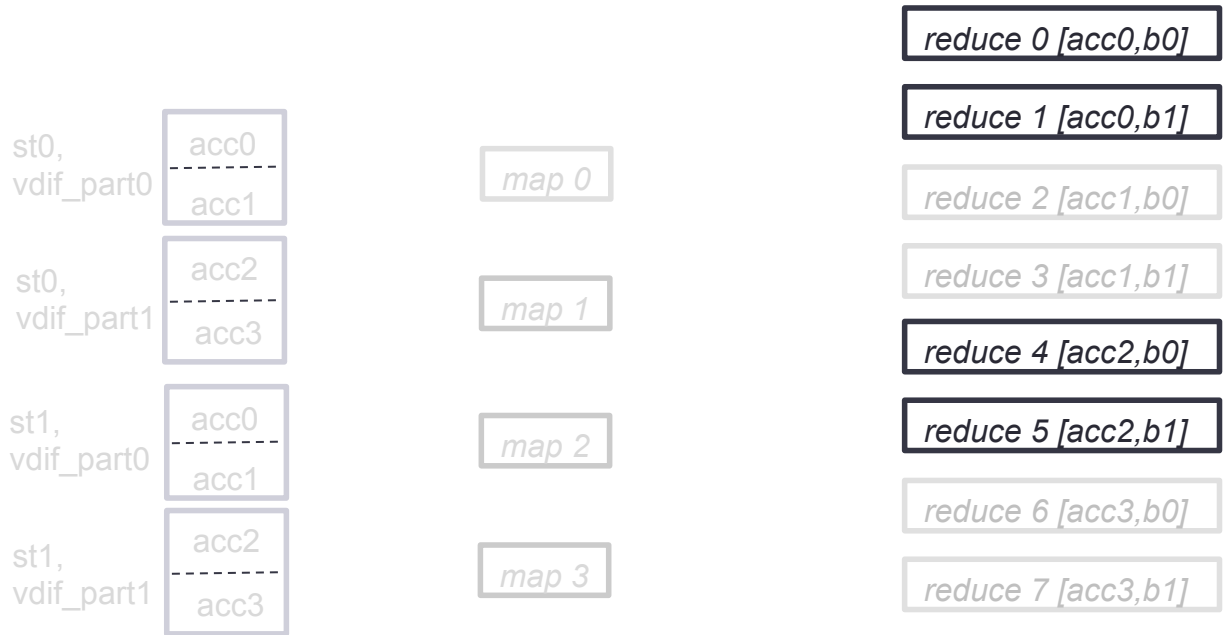 st0,
vdif_part0
acc0
acc1
st0,
vdif_part1
acc2
acc3
st1,
vdif_part0
acc0
acc1
st1,
vdif_part1
acc2
acc3
map 0
map 1
map 2
map 3
reduce 0 [acc0,b0]
reduce 1 [acc0,b1]
reduce 2 [acc1,b0]
reduce 3 [acc1,b1]
reduce 4 [acc2,b0]
reduce 5 [acc2,b1]
reduce 6 [acc3,b0]
reduce 7 [acc3,b1]